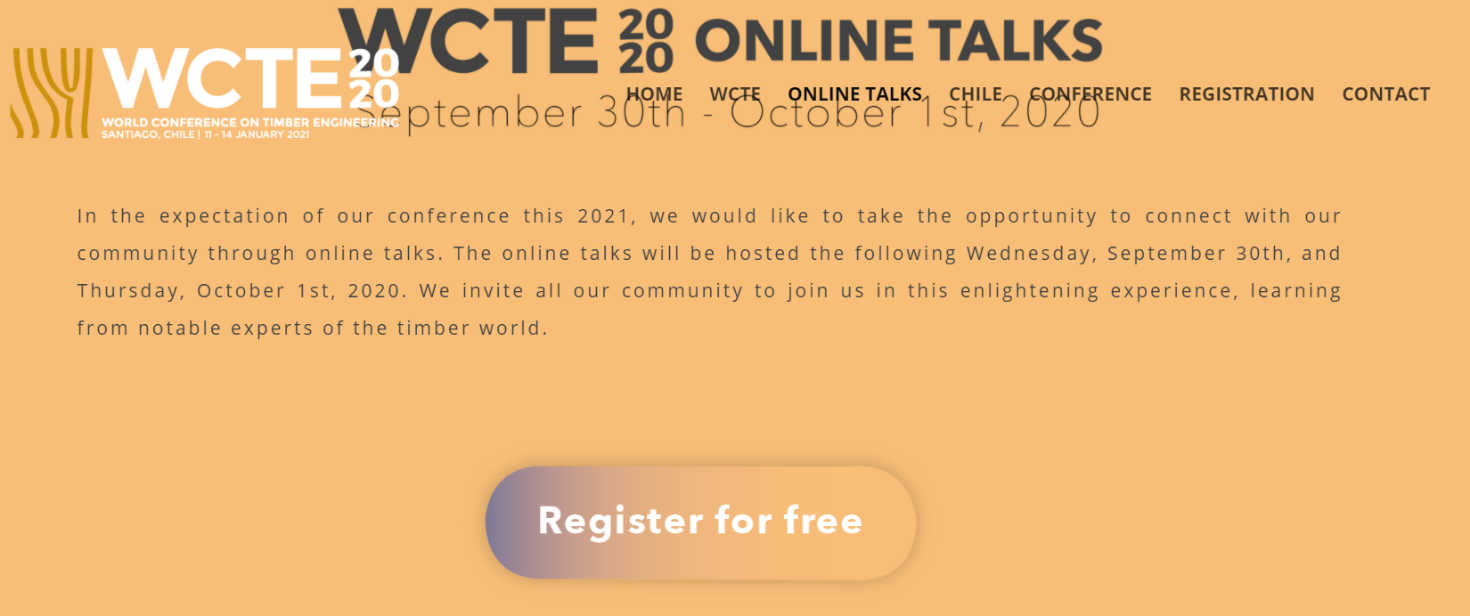 WCTE 2020 ONLINE TALKS
September 30th - October 1st, 2020
WCTE 2020
WORLD CONFERENCE ON TIMBER ENGINEERING
SANTIAGO, CHILE | 11 - 14 JANUARY 2021
HOME WCTE ONLINE TALKS CHILE CONFERENCE REGISTRATION CONTACT
In the expectation of our conference this 2021, we would like to take the opportunity to connect with our
community through online talks. The online talks will be hosted the following Wednesday, September 30th, and
Thursday, October 1st, 2020. We invite all our community to join us in this enlightening experience, learning
from notable experts of the timber world.
Register for free